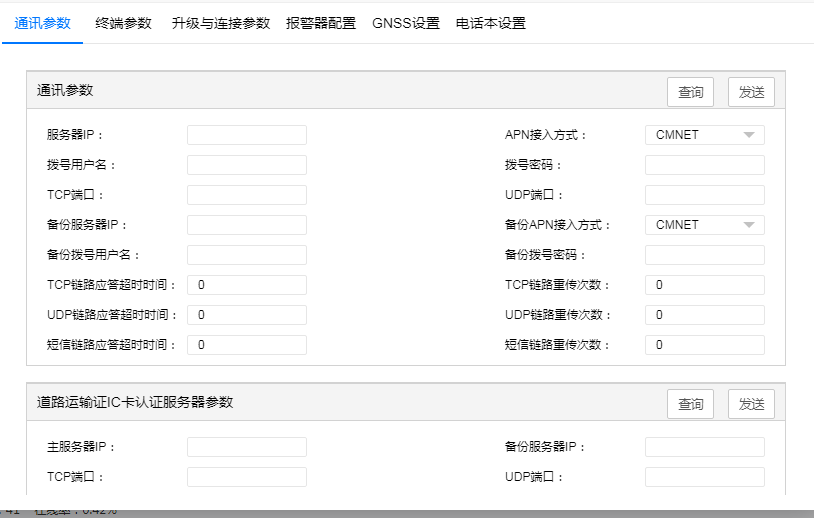 通讯参数 终端参数 升级与连接参数 报警器配置 GNSS设置 电话本设置
通讯参数 查询 发送
服务器IP： APN接入方式： CMNET
拨号用户名： 拨号密码：
TCP端口： UDP端口：
备份服务器IP： 备份APN接入方式： CMNET
备份拨号用户名： 备份拨号密码：
TCP链路应答超时时间： 0 TCP链路重传次数： 0
UDP链路应答超时时间： 0 UDP链路重传次数： 0
短信链路应答超时时间： 0 短信链路重传次数： 0
道路运输证IC卡认证服务器参数 查询 发送
主服务器IP： 备份服务器IP：
TCP端口： UDP端口：